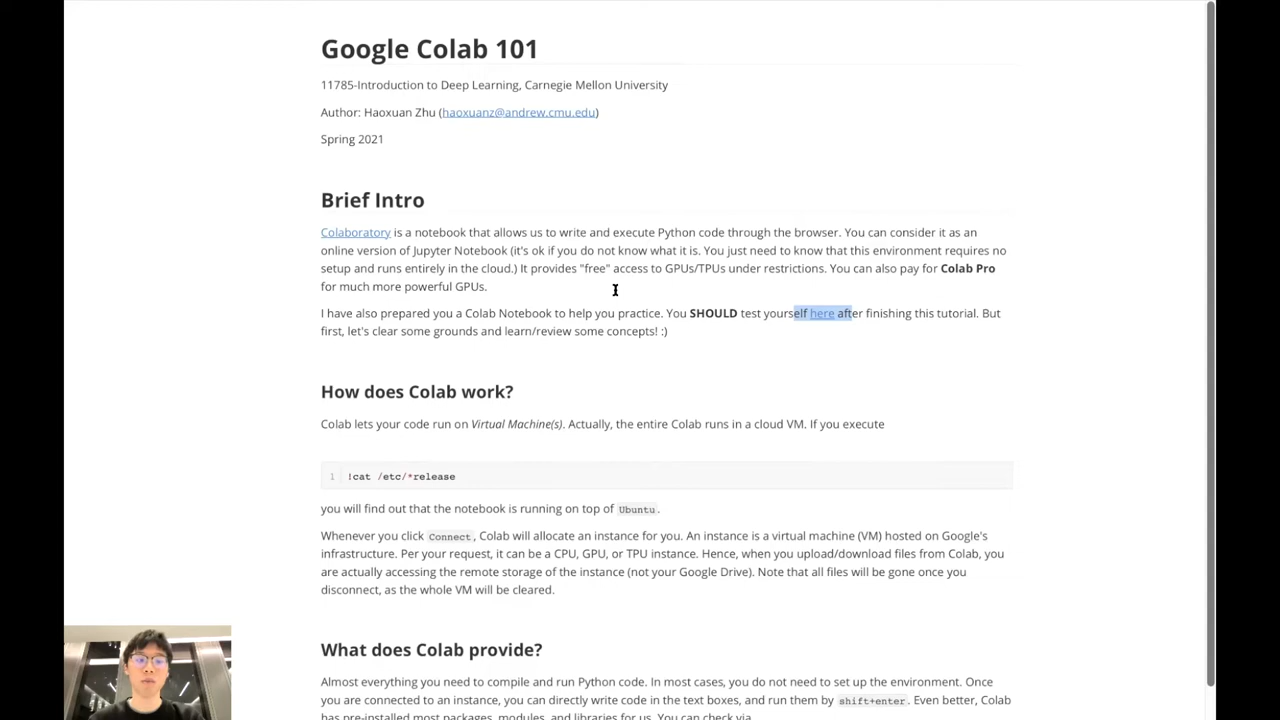 Google Colab 101
11785-Introduction to Deep Learning, Carnegie Mellon University
Author: Haoxuan Zhu (haoxuanz@andrew.cmu.edu)
Spring 2021
Brief Intro
Colaboratory is a notebook that allows us to write and execute Python code through the browser. You can consider it as an
online version of Jupyter Notebook (it's ok if you do not know what it is. You just need to know that this environment requires no
setup and runs entirely in the cloud.) It provides "free" access to GPUs/TPUs under restrictions. You can also pay for Colab Pro
for much more powerful GPUs.
I have also prepared you a Colab Notebook to help you practice. You SHOULD test yourself here after finishing this tutorial. But
first, let's clear some grounds and learn/review some concepts! :)
How does Colab work?
Colab lets your code run on Virtual Machine(s). Actually, the entire Colab runs in a cloud VM. If you execute
1 !cat /etc/*release
you will find out that the notebook is running on top of Ubuntu.
Whenever you click Connect, Colab will allocate an instance for you. An instance is a virtual machine (VM) hosted on Google's
infrastructure. Per your request, it can be a CPU, GPU, or TPU instance. Hence, when you upload/download files from Colab, you
are actually accessing the remote storage of the instance (not your Google Drive). Note that all files will be gone once you
disconnect, as the whole VM will be cleared.
What does Colab provide?
Almost everything you need to compile and run Python code. In most cases, you do not need to set up the environment. Once
you are connected to an instance, you can directly write code in the text boxes, and run them by shift+enter. Even better, Colab
has pre-installed most packages, modules, and libraries for us. You can check via